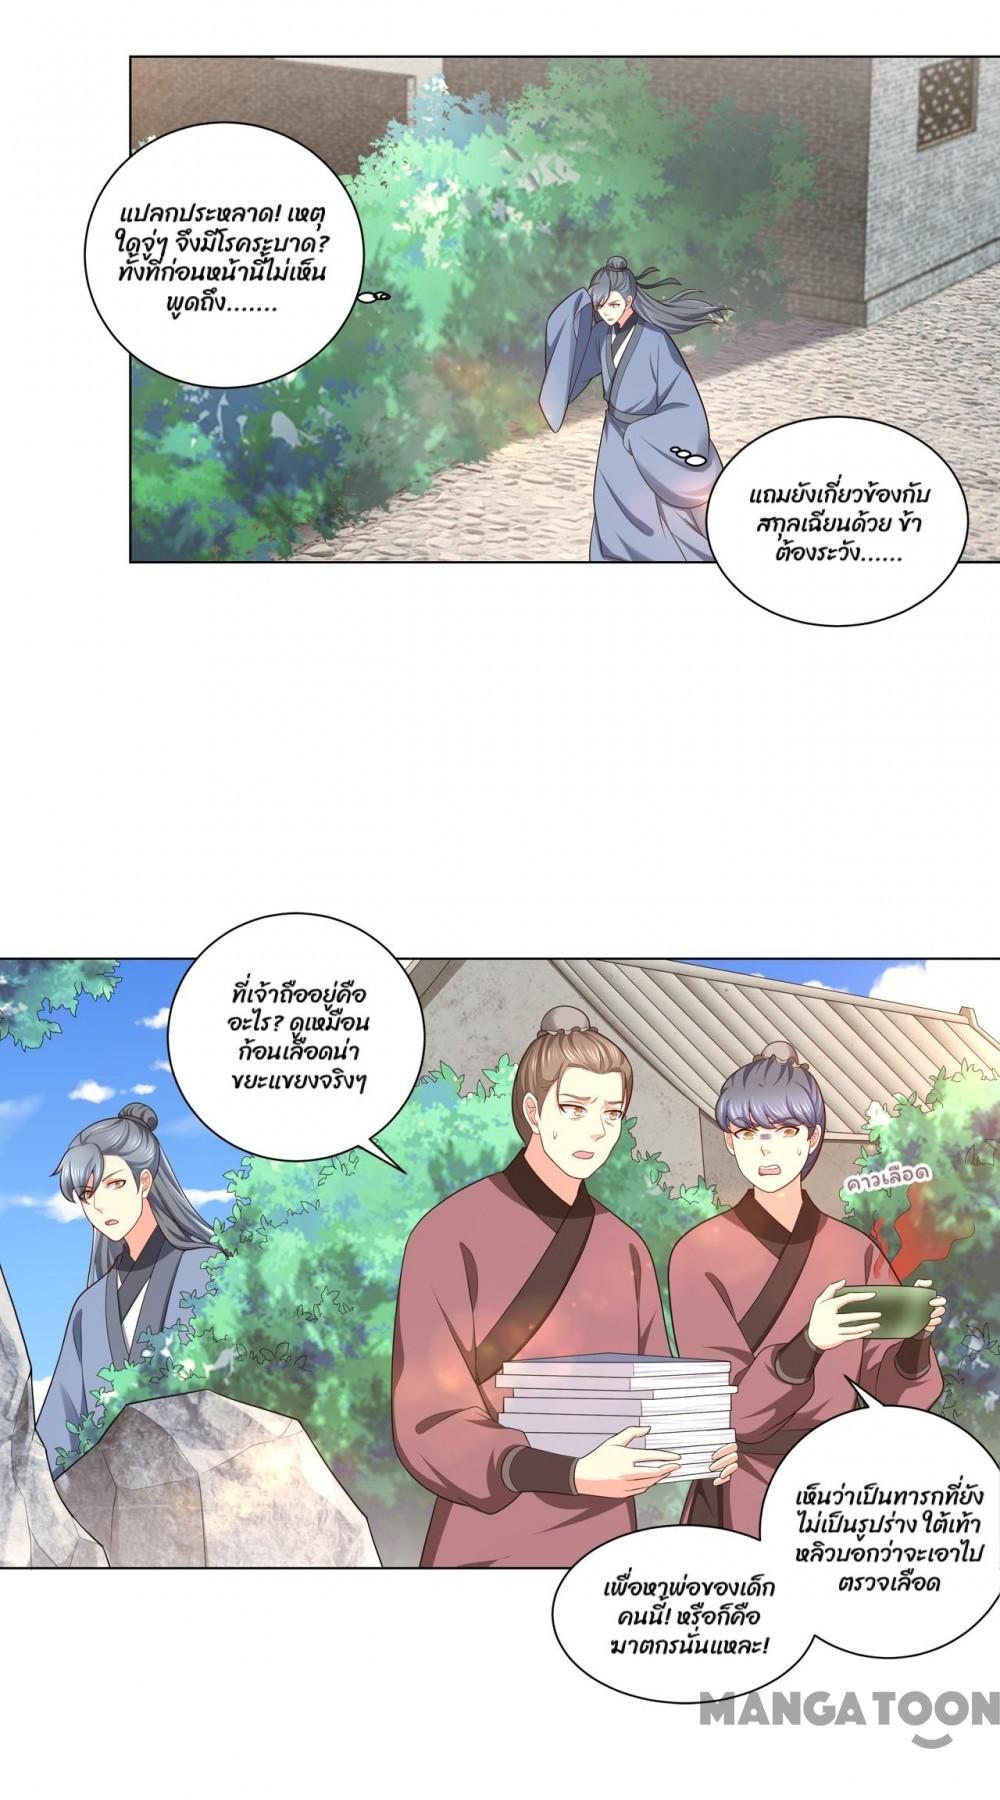 แปลกประหลาด! เหตุ
ใดจู่ๆ จึงมีโรคระบาด?
ทั้งที่ก่อนหน้านี้ไม่เห็น
พูดถึง.......
แถมยังเกี่ยวข้องกับ
สกุลเฉียนด้วย ข้า
ต้องระวัง......
ที่เจ้าถืออยู่คือ
อะไร? ดูเหมือน
ก้อนเลือดน่า
ขยะแขยงจริงๆ
คาวเลือด
เห็นว่าเป็นทารกที่ยัง
ไม่เป็นรูปร่าง ใต้เท้า
หลิวบอกว่าจะเอาไป
ตรวจเลือด
เพื่อหาพ่อของเด็ก
คนนี้! หรือก็คือ
ฆาตกรนั่นแหละ!
MANGATOON